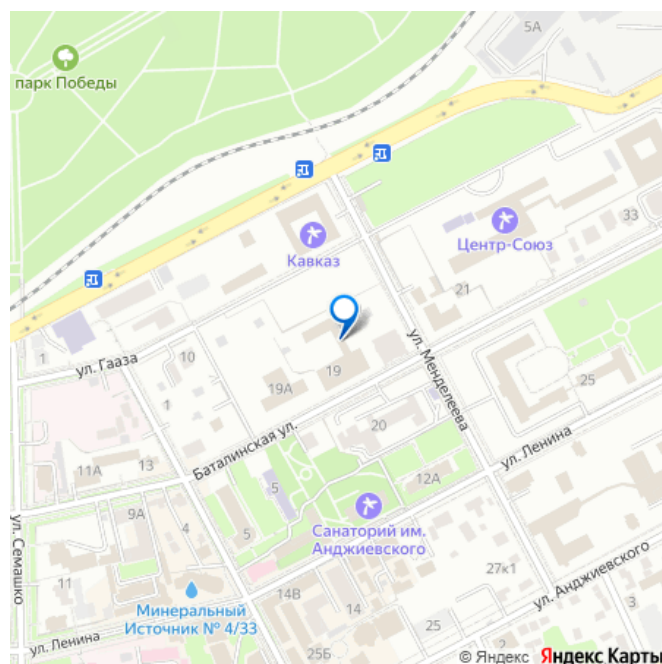 5А
парк Победы
33
Центр-Союз
Кавказ
21
1
ул. Гааза
10
ул. Менделеева
19
25
19А
1
20
Баталинская ул.
ул. Ленина
11А
13
12А
5
9А
4
5
Санаторий им.
Анджиевского
ул. Семашко
11
27к1
ул. Анджиевского
14В
14
3
Минеральный
Источник № 4/33
25
ул. Ленина
25Б
2
© Яндекс Яндекс Карты